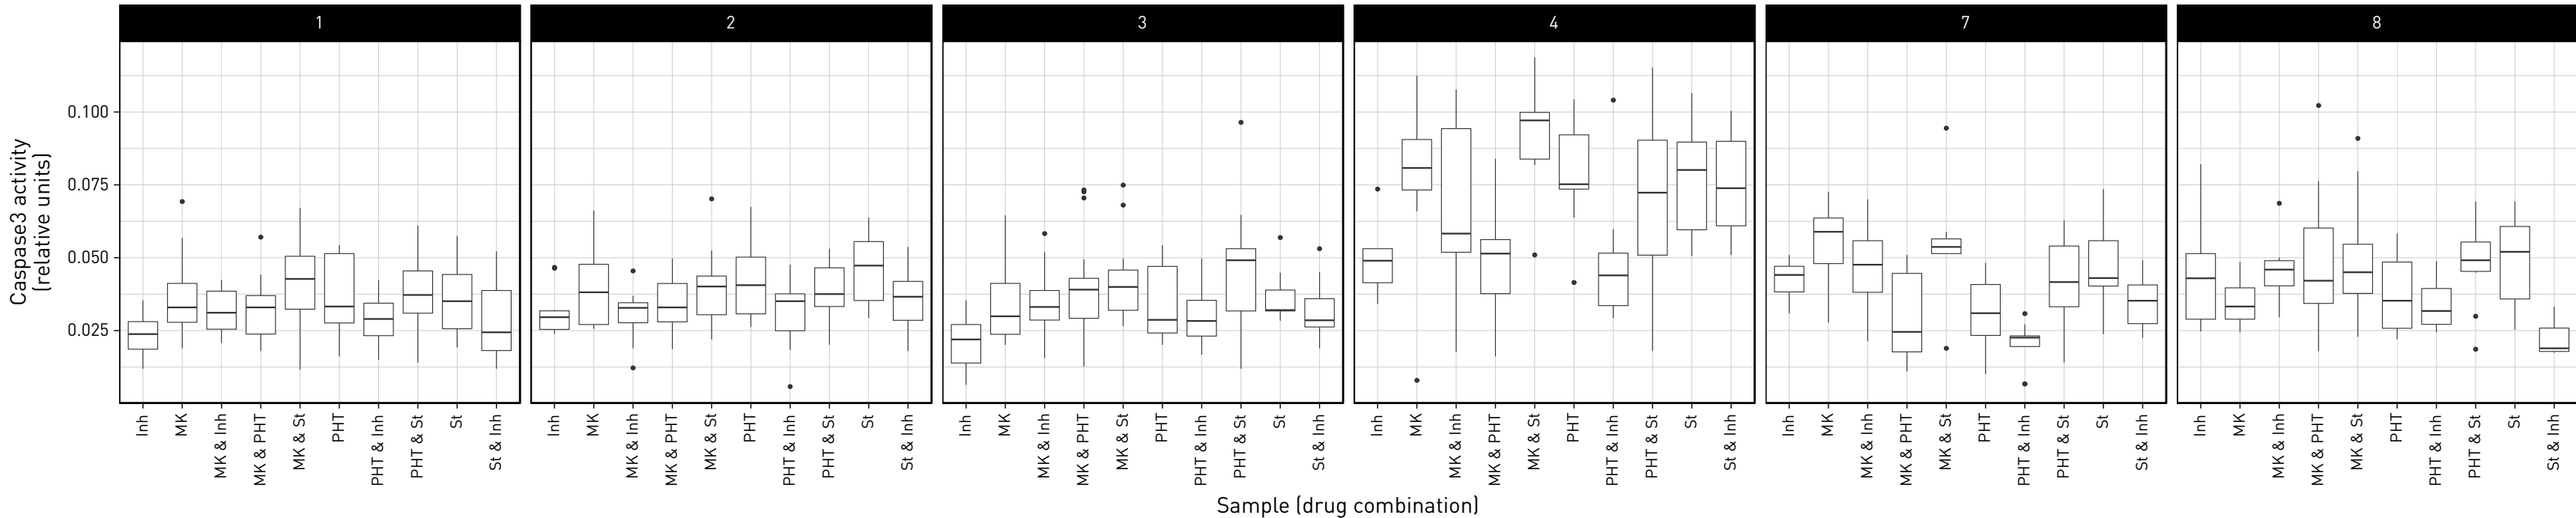 1 2 3 4 7 8
Caspase3 activity
(relative units)
0.100
0.075
0.050
0.025
Inh MK MK & Inh MK & PHT MK & St PHT PHT & Inh PHT & St St St & Inh
Inh MK MK & Inh MK & PHT MK & St PHT PHT & Inh PHT & St St St & Inh
Inh MK MK & Inh MK & PHT MK & St PHT PHT & Inh PHT & St St St & Inh
Inh MK MK & Inh MK & PHT MK & St PHT PHT & Inh PHT & St St St & Inh
Inh MK MK & Inh MK & PHT MK & St PHT PHT & Inh PHT & St St St & Inh
Inh MK MK & Inh MK & PHT MK & St PHT PHT & Inh PHT & St St St & Inh
Sample (drug combination)